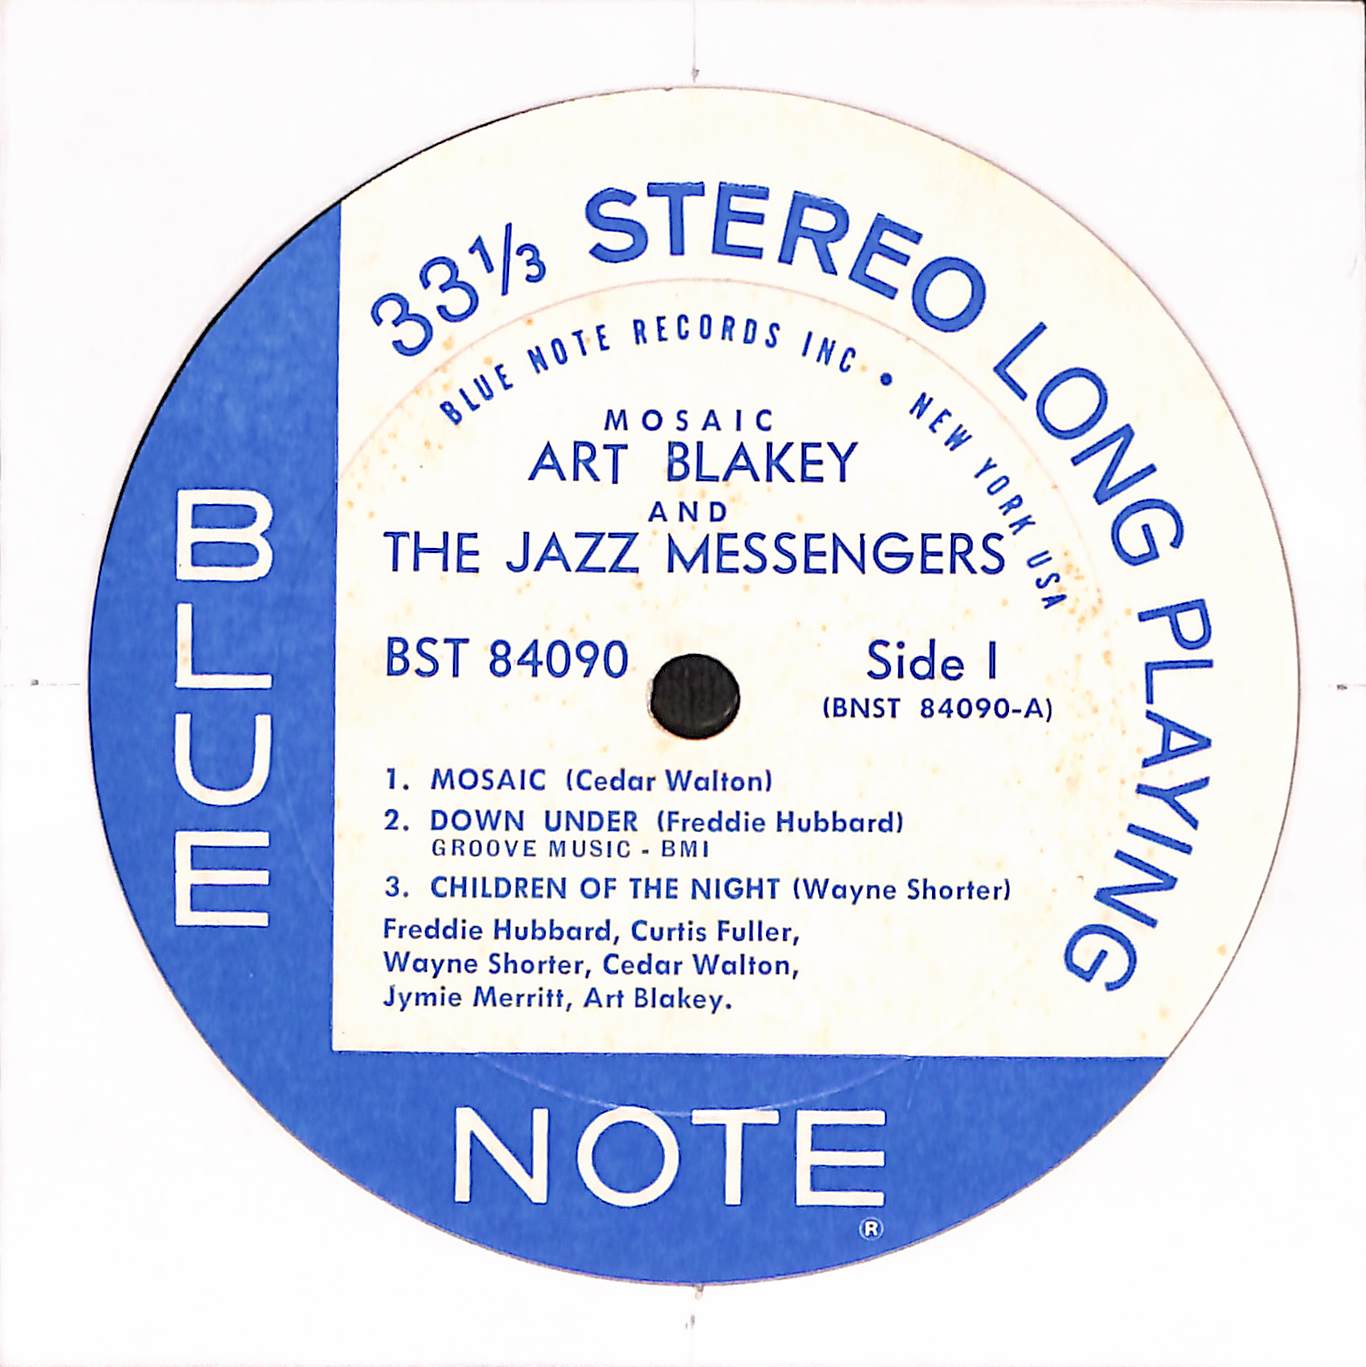 33⅓ STEREO LONG PLAYING
BLUE NOTE RECORDS INC • NEW YORK USA
MOSAIC
ART BLAKEY
AND
THE JAZZ MESSENGERS
BST 84090
Side 1
(BNST 84090-A)
1. MOSAIC (Cedar Walton)
2. DOWN UNDER (Freddie Hubbard)
GROOVE MUSIC - BMI
3. CHILDREN OF THE NIGHT (Wayne Shorter)
Freddie Hubbard, Curtis Fuller,
Wayne Shorter, Cedar Walton,
Jymie Merritt, Art Blakey.
BLUE
NOTE
®